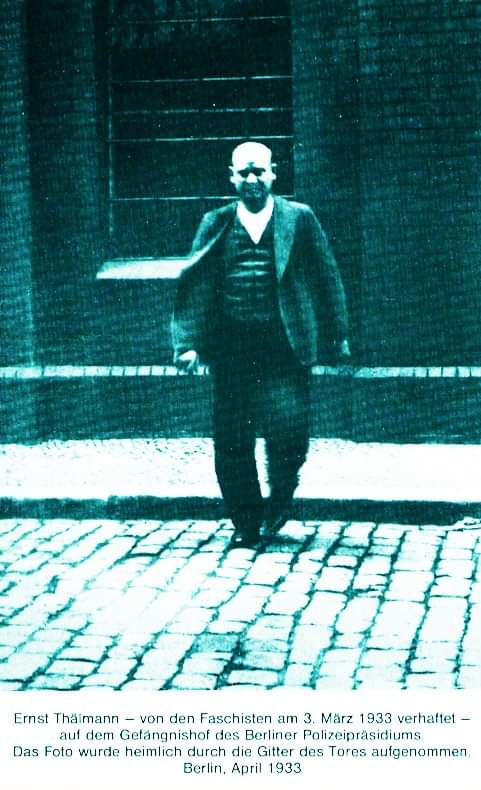 Ernst Thälmann – von den Faschisten am 3. März 1933 verhaftet –
auf dem Gefängnishof des Berliner Polizeipräsidiums.
Das Foto wurde heimlich durch die Gitter des Tores aufgenommen.
Berlin, April 1933